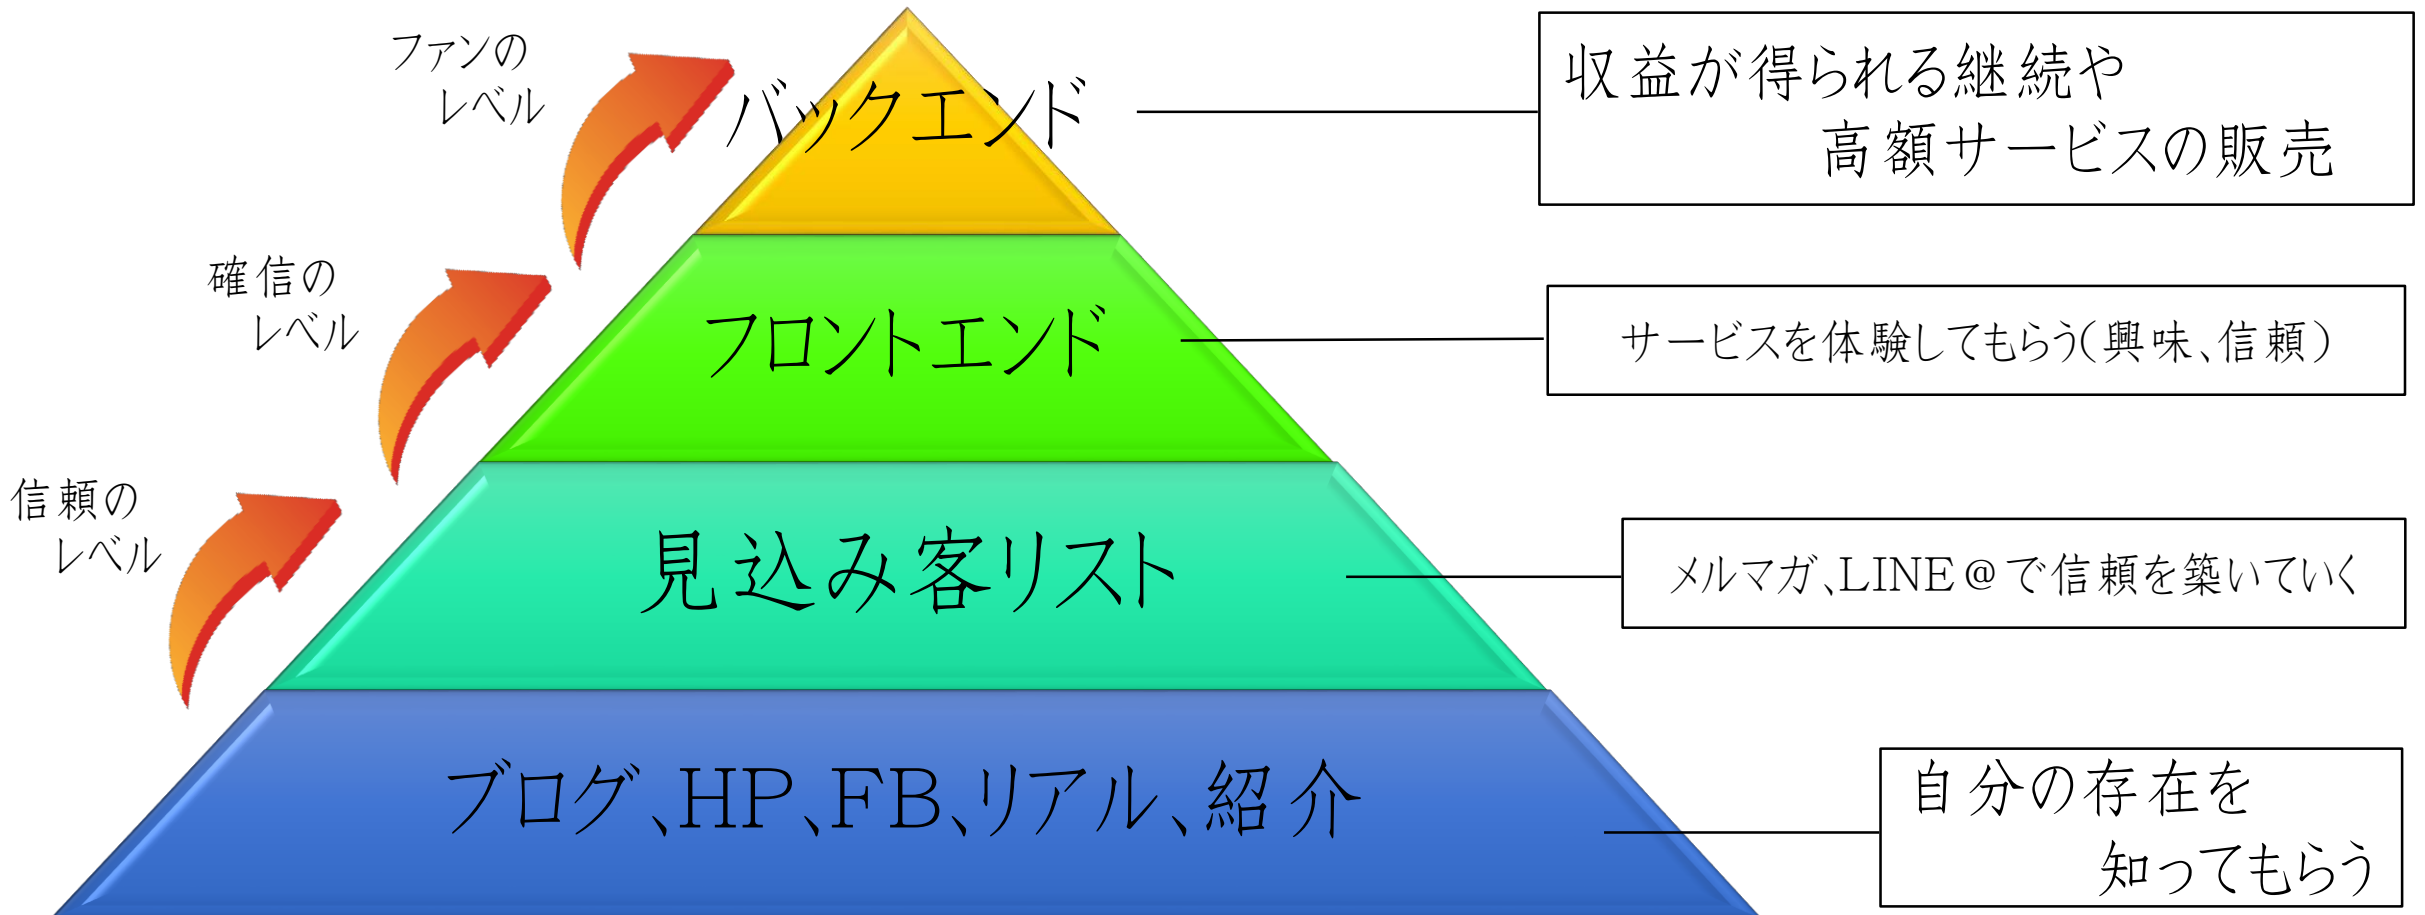 ファンの
レベル
バックエンド
収益が得られる継続や
高額サービスの販売
確信の
レベル
フロントエンド
サービスを体験してもらう(興味、信頼)
信頼の
レベル
見込み客リスト
メルマガ、LINE@で信頼を築いていく
ブログ、HP、FB、リアル、紹介
自分の存在を
知ってもらう